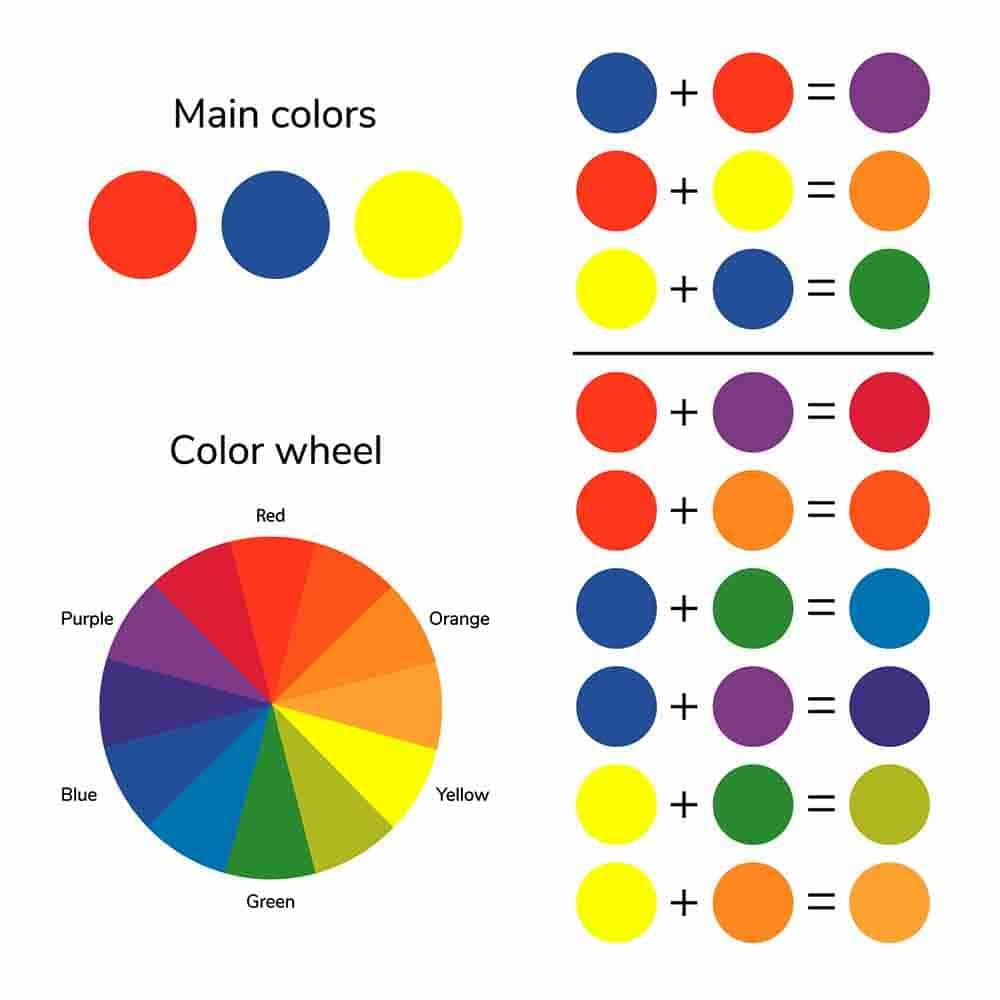 Main colors
+ =
+ =
+ =
+ =
+ =
+ =
+ =
+ =
+ =
Color wheel
Red
Purple
Orange
Blue
Yellow
Green